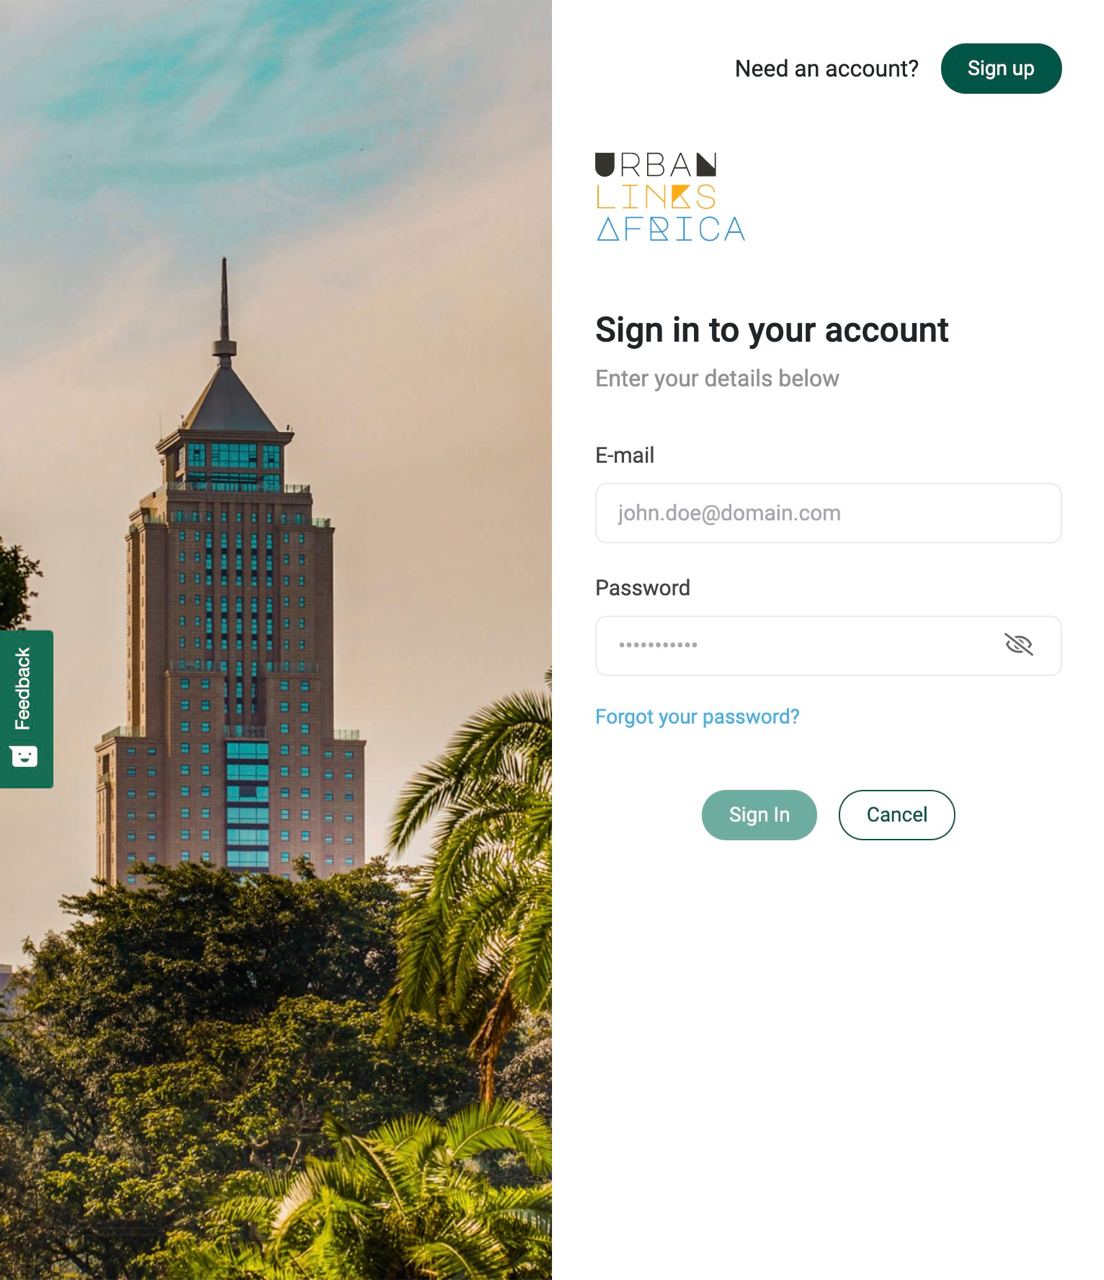 Need an account?
Sign up
URBAN
LINKS
AFRICA
Sign in to your account
Enter your details below
E-mail
john.doe@domain.com
Password
•••••••••••
Forgot your password?
Sign In
Cancel
Feedback